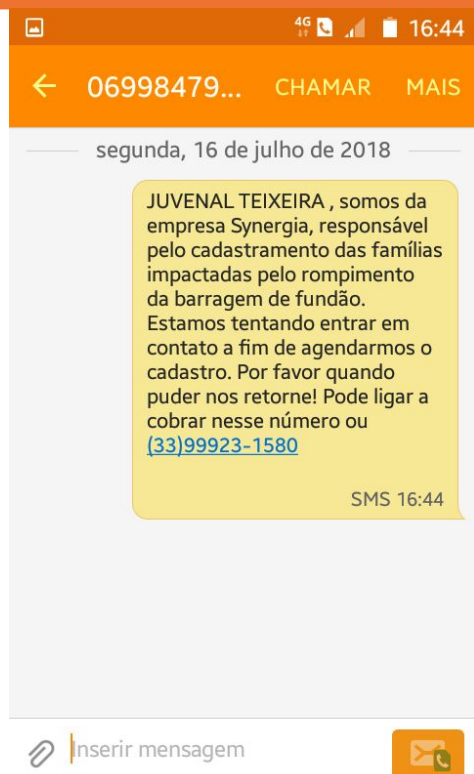 4G 16:44
06998479... CHAMAR MAIS
segunda, 16 de julho de 2018
JUVENAL TEIXEIRA , somos da
empresa Synergia, responsável
pelo cadastramento das famílias
impactadas pelo rompimento
da barragem de fundão.
Estamos tentando entrar em
contato a fim de agendarmos o
cadastro. Por favor quando
puder nos retorne! Pode ligar a
cobrar nesse número ou
(33)99923-1580
SMS 16:44
Inserir mensagem